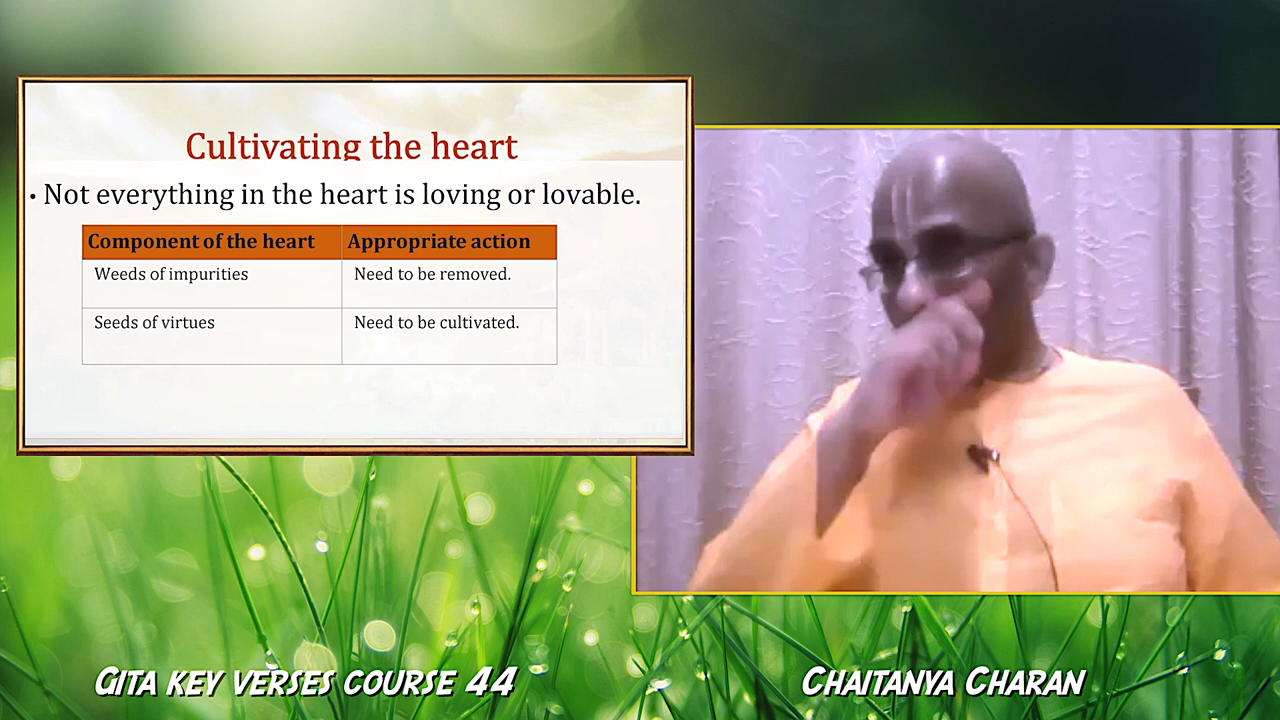 Cultivating the heart
• Not everything in the heart is loving or lovable.
Component of the heart Appropriate action
Weeds of impurities Need to be removed.
Seeds of virtues Need to be cultivated.
GITA KEY VERSES COURSE 44
CHAITANYA CHARAN